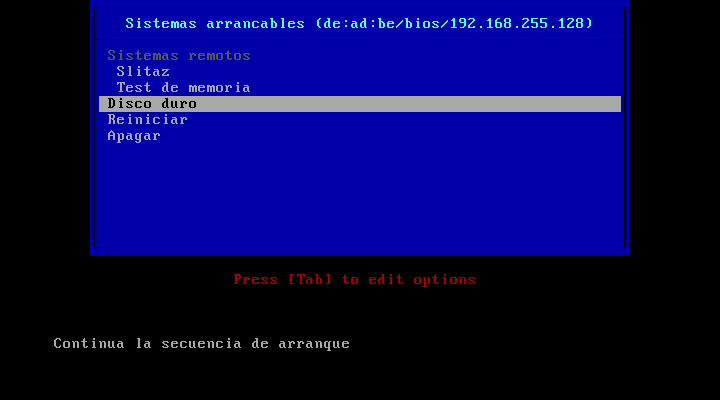 Sistemas arrancables (de:ad:be/bios/192.168.255.128)
Sistemas remotos
Slitaz
Test de memoria
Disco duro
Reiniciar
Apagar
Press [Tab] to edit options
Continua la secuencia de arranque